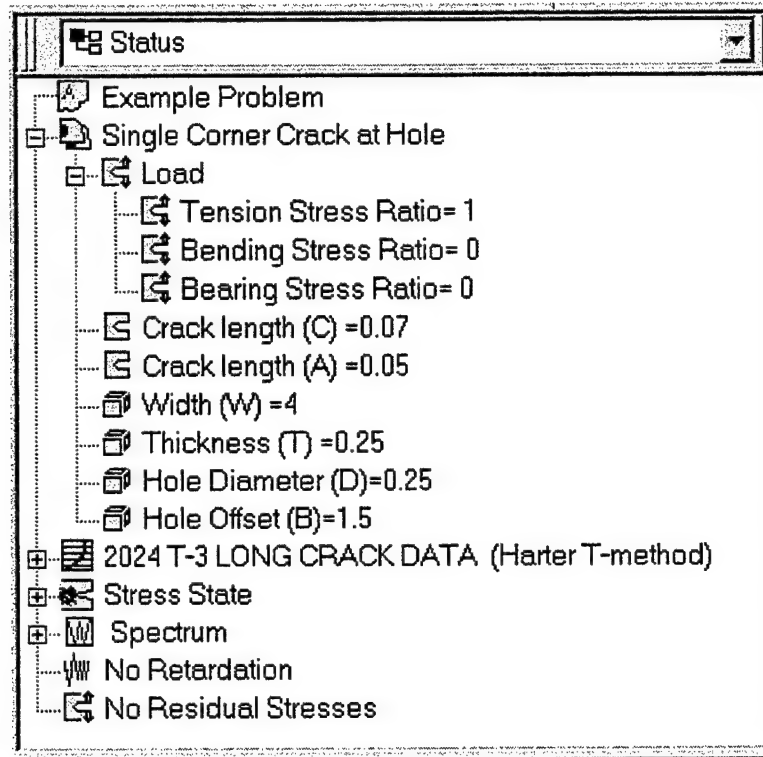 Status
Example Problem
Single Corner Crack at Hole
Load
Tension Stress Ratio= 1
Bending Stress Ratio= 0
Bearing Stress Ratio= 0
Crack length (C) =0.07
Crack length (A) =0.05
Width (W) =4
Thickness (T) =0.25
Hole Diameter (D)=0.25
Hole Offset (B)=1.5
2024 T-3 LONG CRACK DATA (Harter T-method)
Stress State
Spectrum
No Retardation
No Residual Stresses